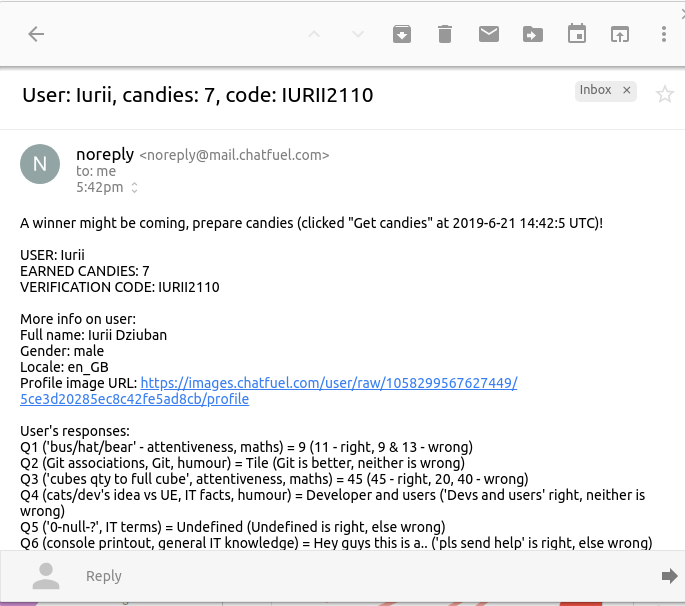 User: Iurii, candies: 7, code: IURII2110
Inbox ×
N
noreply <noreply@mail.chatfuel.com>
to: me
5:42pm
A winner might be coming, prepare candies (clicked "Get candies" at 2019-6-21 14:42:5 UTC)!
USER: Iurii
EARNED CANDIES: 7
VERIFICATION CODE: IURII2110
More info on user:
Full name: Iurii Dziuban
Gender: male
Locale: en_GB
Profile image URL: https://images.chatfuel.com/user/raw/1058299567627449/
5ce3d20285ec8c42fe5ad8cb/profile
User's responses:
Q1 ('bus/hat/bear' - attentiveness, maths) = 9 (11 - right, 9 & 13 - wrong)
Q2 (Git associations, Git, humour) = Tile (Git is better, neither is wrong)
Q3 ('cubes qty to full cube', attentiveness, maths) = 45 (45 - right, 20, 40 - wrong)
Q4 (cats/dev's idea vs UE, IT facts, humour) = Developer and users ('Devs and users' right, neither is
wrong)
Q5 ('0-null-?', IT terms) = Undefined (Undefined is right, else wrong)
Q6 (console printout, general IT knowledge) = Hey guys this is a.. ('pls send help' is right, else wrong)
Reply